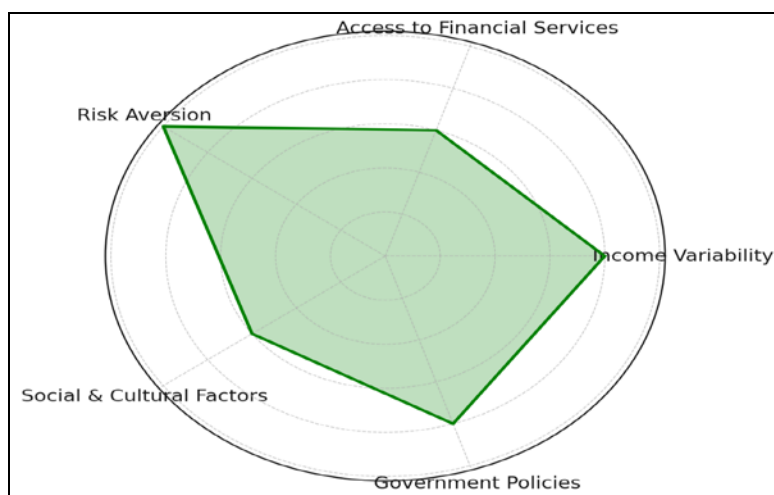 Access to Financial Services
Risk Aversion
Income Variability
Social & Cultural Factors
Government Policies